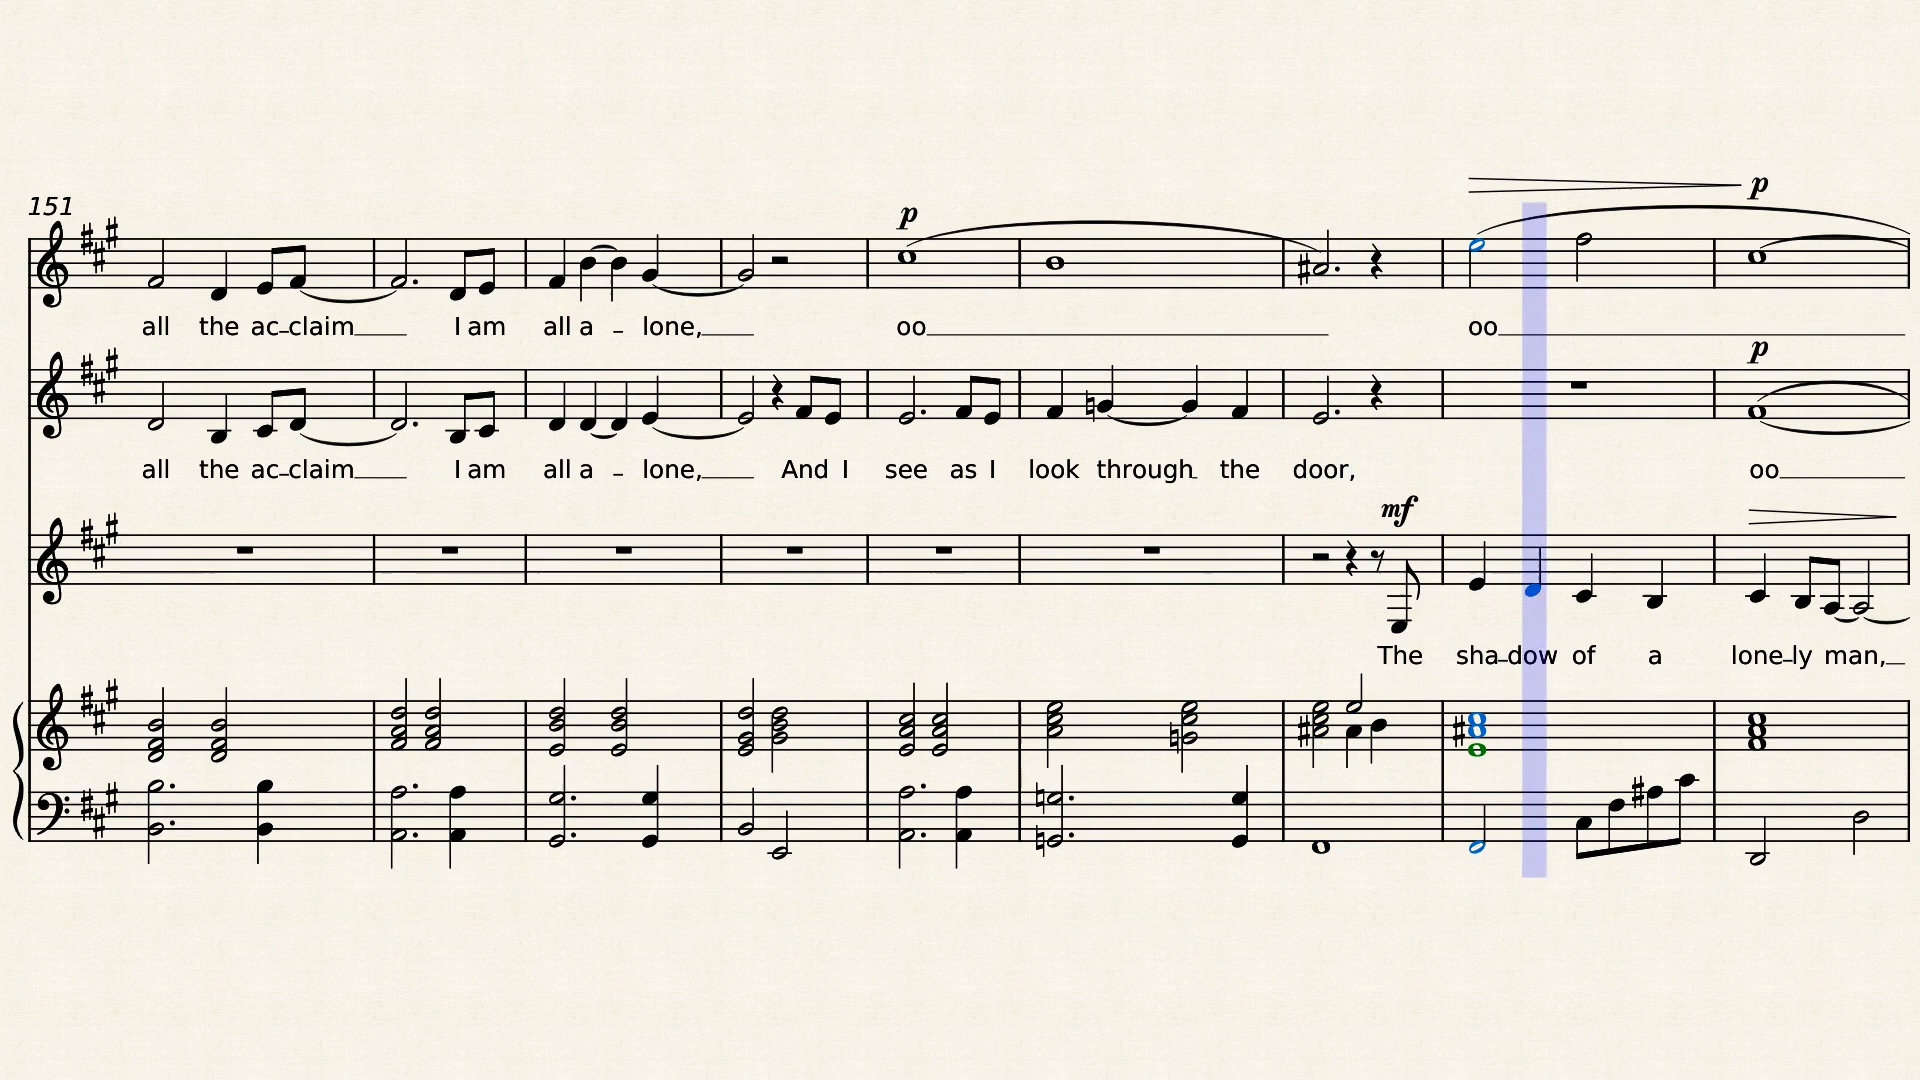 151
p
p
all the ac-claim I am all a - lone, oo oo
p
all the ac-claim I am all a - lone, And I see as I look through the door, oo
mf
The sha-dow of a lone-ly man,